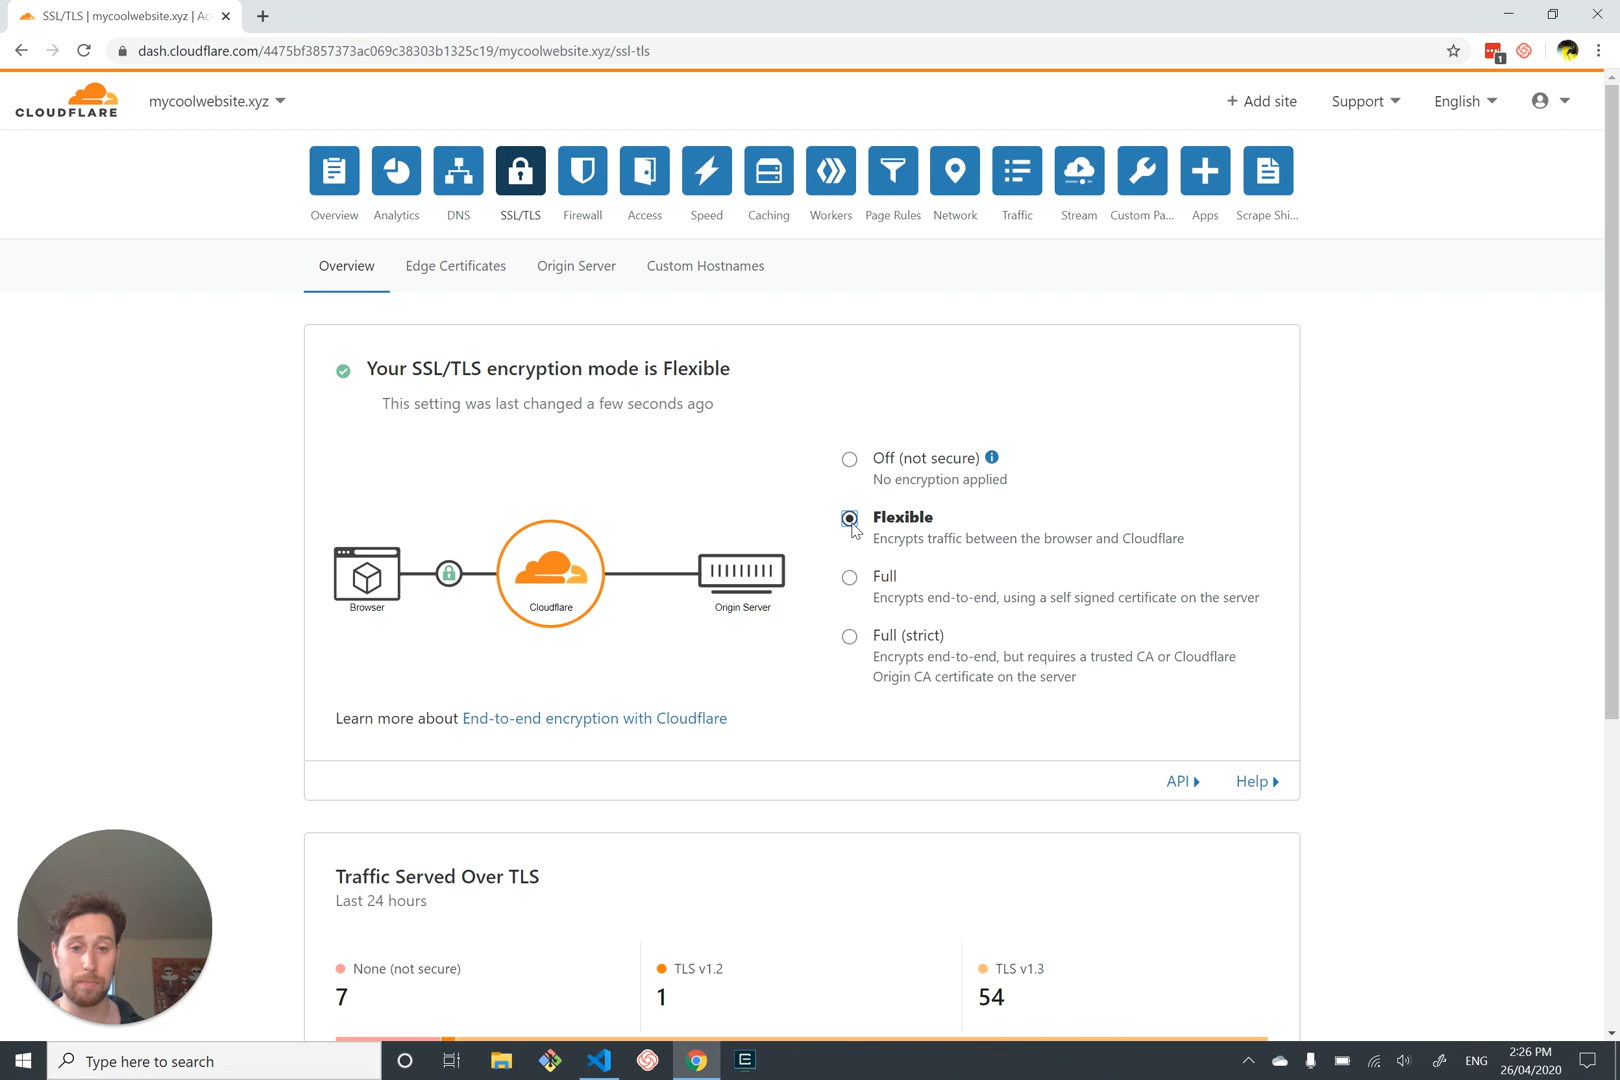 SSL/TLS | mycoolwebsite.xyz | Ac
dash.cloudflare.com/4475bf3857373ac069c38303b1325c19/mycoolwebsite.xyz/ssl-tls
1
CLOUDFLARE
mycoolwebsite.xyz
+ Add site
Support
English
Overview
Analytics
DNS
SSL/TLS
Firewall
Access
Speed
Caching
Workers
Page Rules
Network
Traffic
Stream
Custom Pa...
Apps
Scrape Shi...
Overview
Edge Certificates
Origin Server
Custom Hostnames
Your SSL/TLS encryption mode is Flexible
This setting was last changed a few seconds ago
Off (not secure)
No encryption applied
Flexible
Encrypts traffic between the browser and Cloudflare
Full
Encrypts end-to-end, using a self signed certificate on the server
Full (strict)
Encrypts end-to-end, but requires a trusted CA or Cloudflare
Origin CA certificate on the server
Browser
Cloudflare
Origin Server
Learn more about End-to-end encryption with Cloudflare
API
Help
Traffic Served Over TLS
Last 24 hours
None (not secure)
7
TLS v1.2
1
TLS v1.3
54
Type here to search
ENG
2:26 PM
26/04/2020